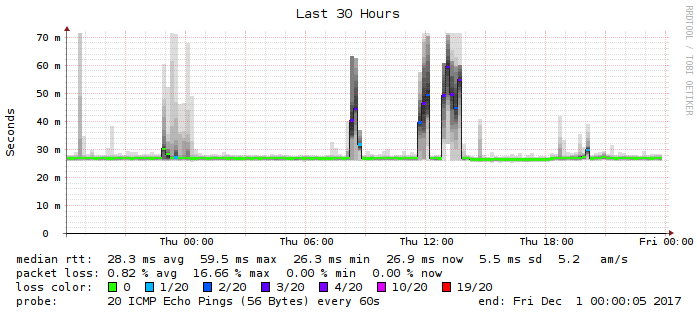 Last 30 Hours
RRDTOOL / TOBI OETIKER
Seconds
70 m
60 m
50 m
40 m
30 m
20 m
10 m
0
Thu 00:00 Thu 06:00 Thu 12:00 Thu 18:00 Fri 00:00
median rtt: 28.3 ms avg 59.5 ms max 26.3 ms min 26.9 ms now 5.5 ms sd 5.2 am/s
packet loss: 0.82 % avg 16.66 % max 0.00 % min 0.00 % now
loss color: 0 1/20 2/20 3/20 4/20 10/20 19/20
probe: 20 ICMP Echo Pings (56 Bytes) every 60s end: Fri Dec 1 00:00:05 2017